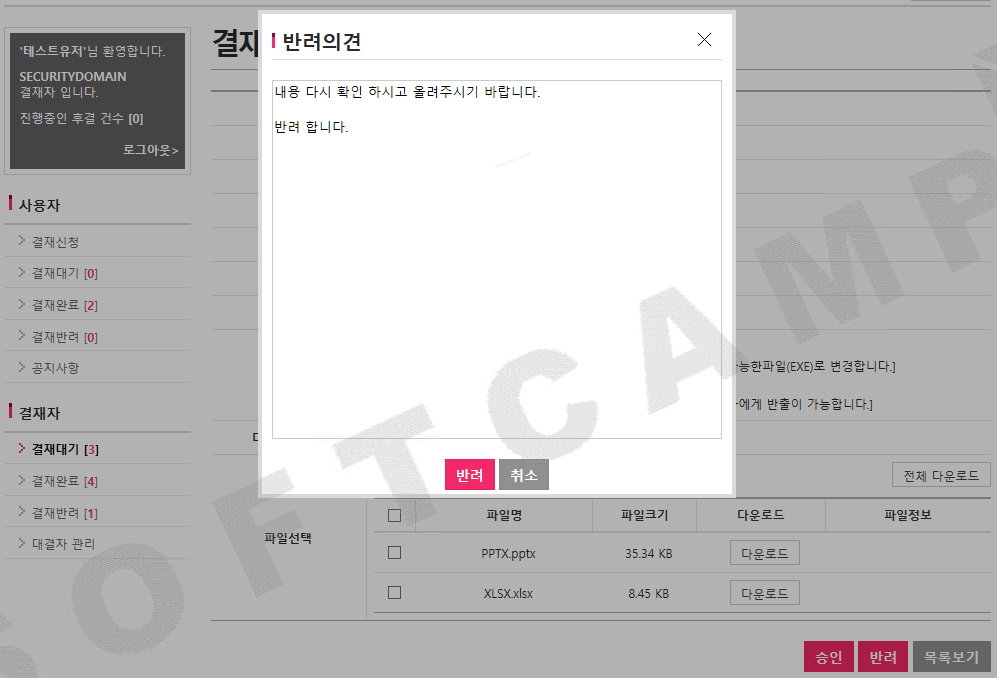 '테스트유저'님 환영합니다.
SECURITYDOMAIN
결재자 입니다.
진행중인 후결 건수 [0]
로그아웃>
사용자
결재신청
결재대기 [0]
결재완료 [2]
결재반려 [0]
공지사항
결재자
결재대기 [3]
결재완료 [4]
결재반려 [1]
대결자 관리
결재
반려의견
내용 다시 확인 하시고 올려주시기 바랍니다.
반려 합니다.
반려 취소
능한파일(EXE)로 변경합니다.]
에게 반출이 가능합니다.]
전체 다운로드
파일선택
파일명 파일크기 다운로드 파일정보
PPTX.pptx 35.34 KB 다운로드
XLSX.xlsx 8.45 KB 다운로드
승인 반려 목록보기
SOFTCAMP